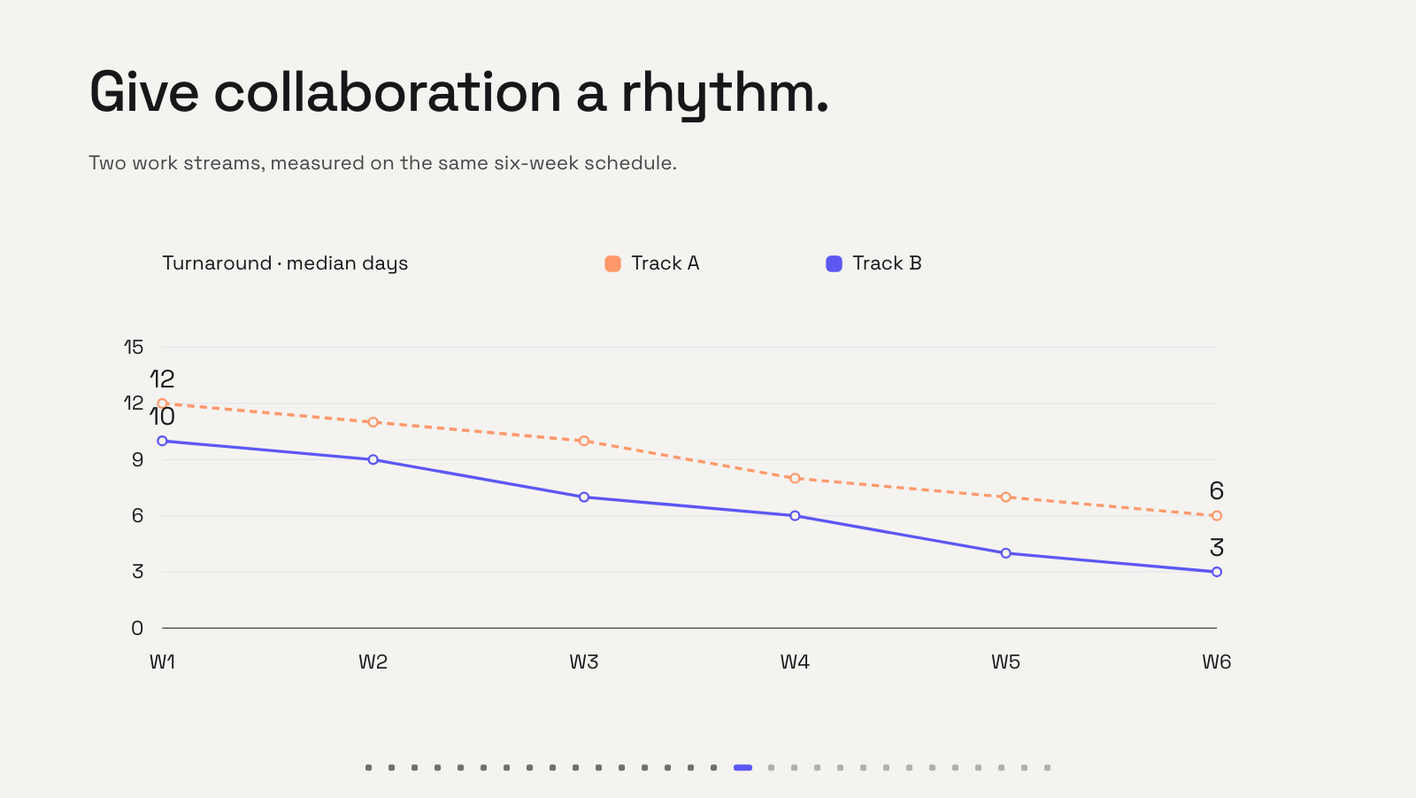 Give collaboration a rhythm.
Two work streams, measured on the same six-week schedule.
Turnaround · median days
Track A
Track B
15
12
12
10
9
6
6
3
3
0
W1 W2 W3 W4 W5 W6